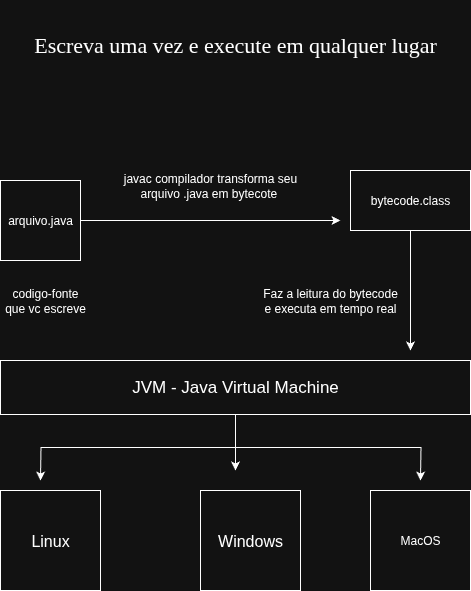 Escreva uma vez e execute em qualquer lugar
javac compilador transforma seu
arquivo .java em bytecote
arquivo.java
bytecode.class
codigo-fonte
que vc escreve
Faz a leitura do bytecode
e executa em tempo real
JVM - Java Virtual Machine
Linux
Windows
MacOS